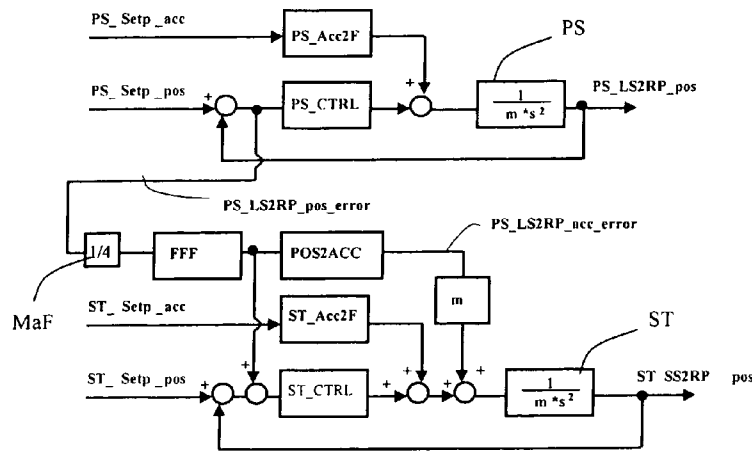 PS_ Setp _acc
PS_Acc2F
PS
PS_ Setp _pos
+
PS_CTRL
+
1
m *s 2
PS_LS2RP_pos
PS_LS2RP_pos_error
PS_LS2RP_acc_error
1/4
FFF
POS2ACC
m
MaF
ST_ Setp _acc
ST_Acc2F
ST
ST_ Setp _pos
+
+
ST_CTRL
+
+
+
+
1
m *s 2
ST SS2RP pos